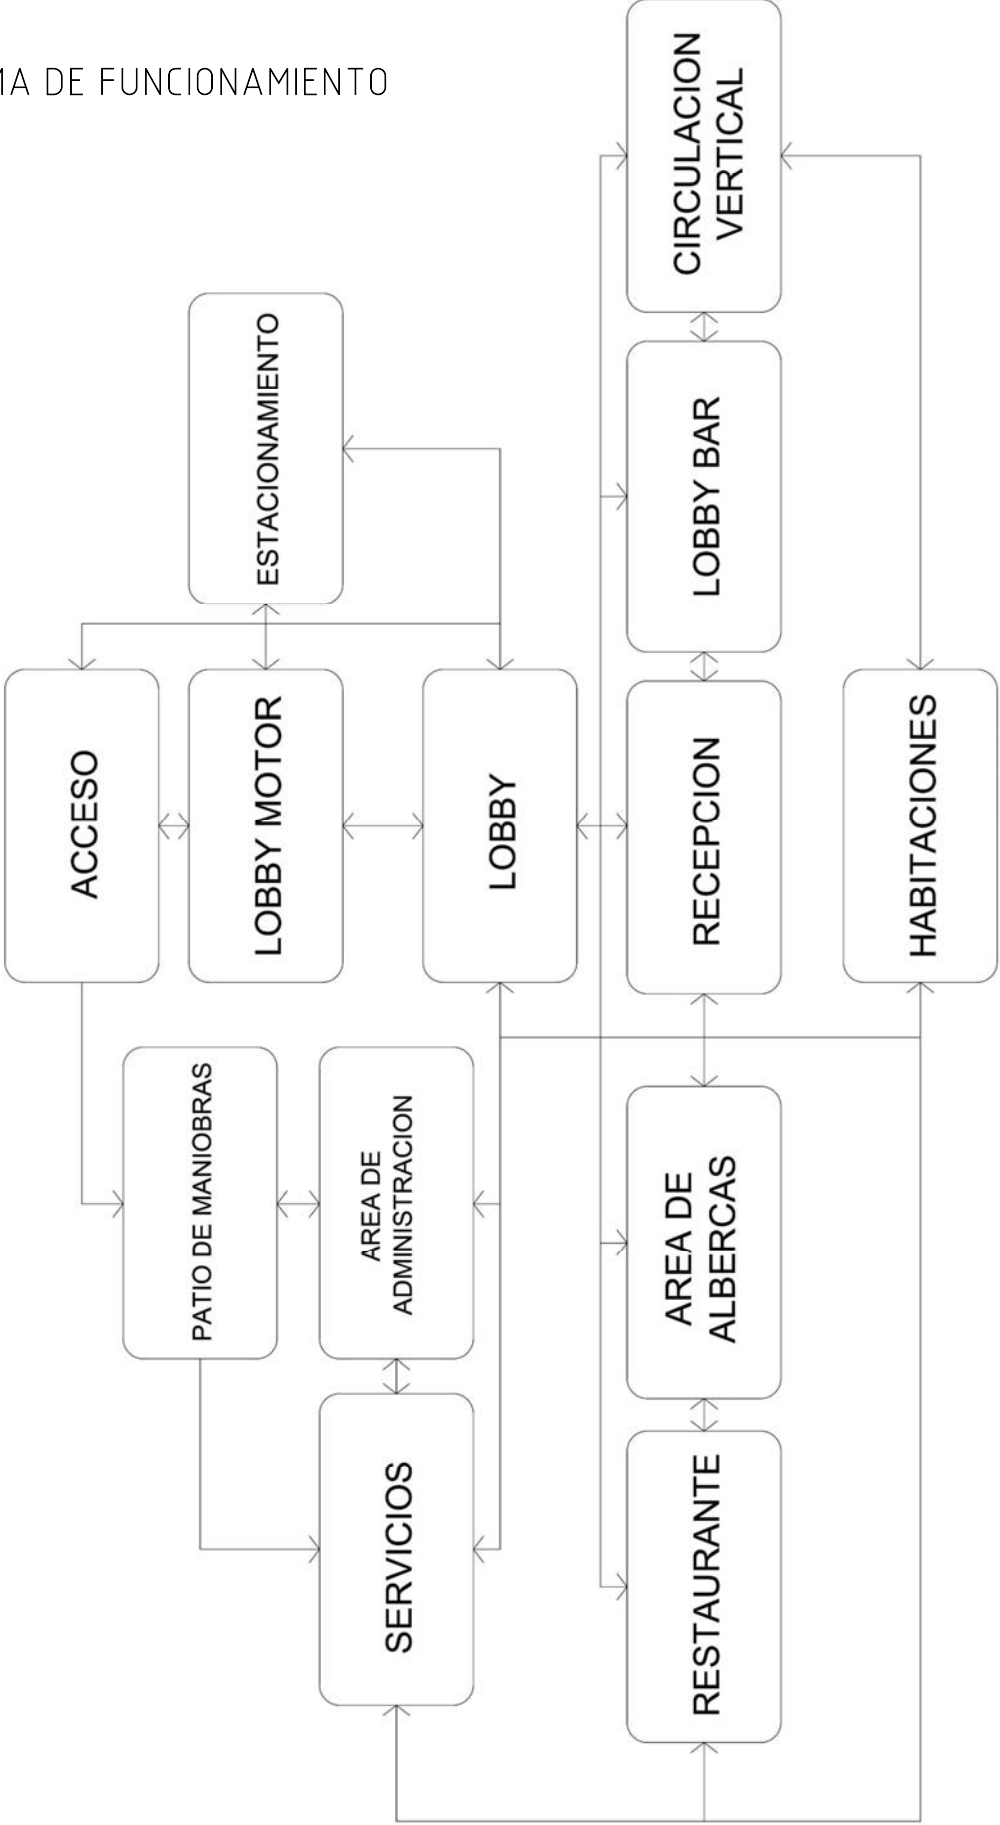 MA DE FUNCIONAMIENTO
ACCESO
PATIO DE MANIOBRAS
LOBBY MOTOR
ESTACIONAMIENTO
SERVICIOS
AREA DE
ADMINISTRACION
LOBBY
RESTAURANTE
AREA DE
ALBERCAS
RECEPCION
LOBBY BAR
CIRCULACION
VERTICAL
HABITACIONES